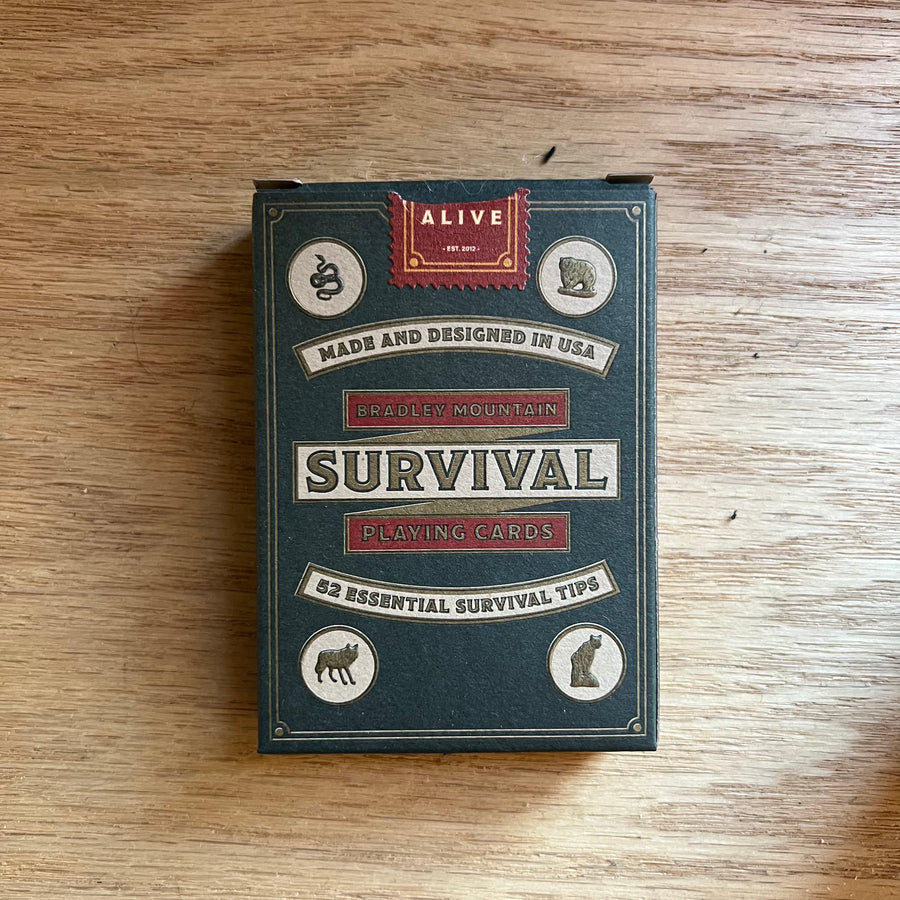 ALIVE
- EST. 2012 -
MADE AND DESIGNED IN USA
BRADLEY MOUNTAIN
SURVIVAL
PLAYING CARDS
52 ESSENTIAL SURVIVAL TIPS